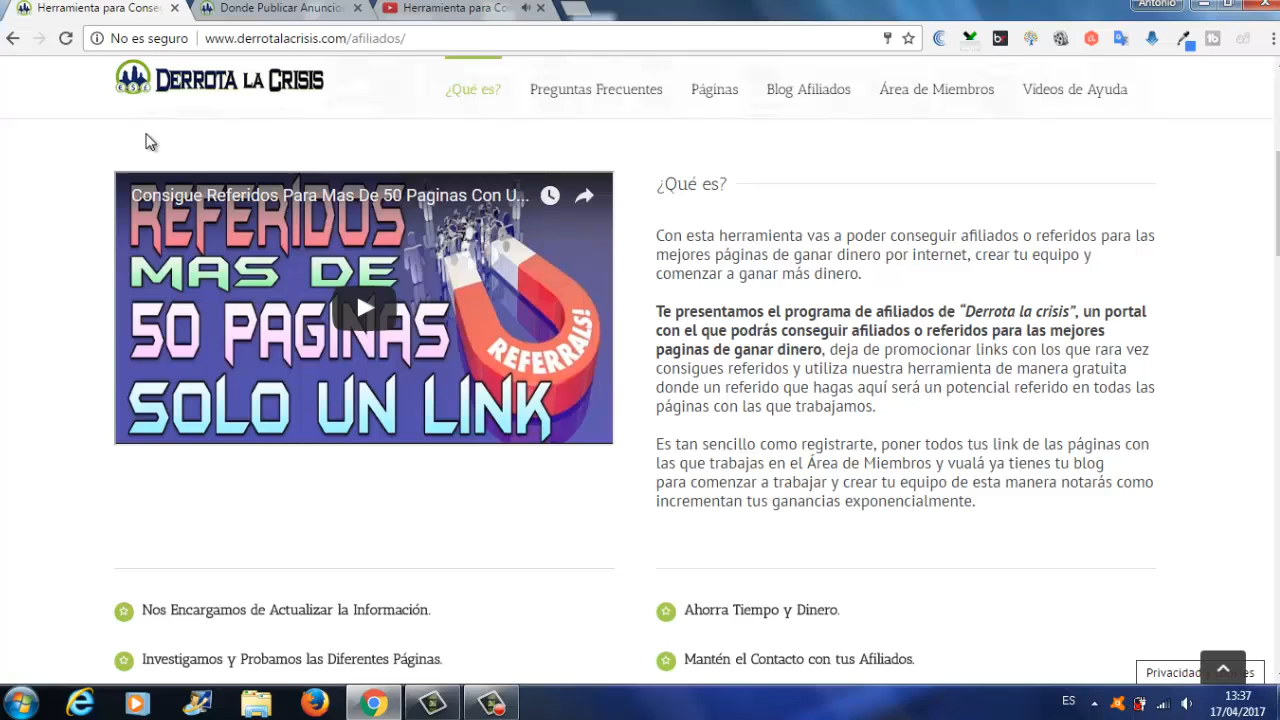 Herramienta para Conse
Donde Publicar Anuncios
Herramienta para Co
Antonio
No es seguro
www.derrotalacrisis.com/afiliados/
DERROTA LA CRISIS
¿Qué es?
Preguntas Frecuentes
Páginas
Blog Afiliados
Área de Miembros
Videos de Ayuda
Consigue Referidos Para Mas De 50 Paginas Con U...
REFERIDOS
MAS DE
50 PAGINAS
SOLO UN LINK
REFERRALS!
¿Qué es?
Con esta herramienta vas a poder conseguir afiliados o referidos para las
mejores páginas de ganar dinero por internet, crear tu equipo y
comenzar a ganar más dinero.
Te presentamos el programa de afiliados de “Derrota la crisis”, un portal
con el que podrás conseguir afiliados o referidos para las mejores
paginas de ganar dinero, deja de promocionar links con los que rara vez
consigues referidos y utiliza nuestra herramienta de manera gratuita
donde un referido que hagas aquí será un potencial referido en todas las
páginas con las que trabajamos.
Es tan sencillo como registrarte, poner todos tus link de las páginas con
las que trabajas en el Área de Miembros y vualá ya tienes tu blog
para comenzar a trabajar y crear tu equipo de esta manera notarás como
incrementan tus ganancias exponencialmente.
Nos Encargamos de Actualizar la Información.
Ahorra Tiempo y Dinero.
Investigamos y Probamos las Diferentes Páginas.
Mantén el Contacto con tus Afiliados.
Privacidad
ES
13:37
17/04/2017